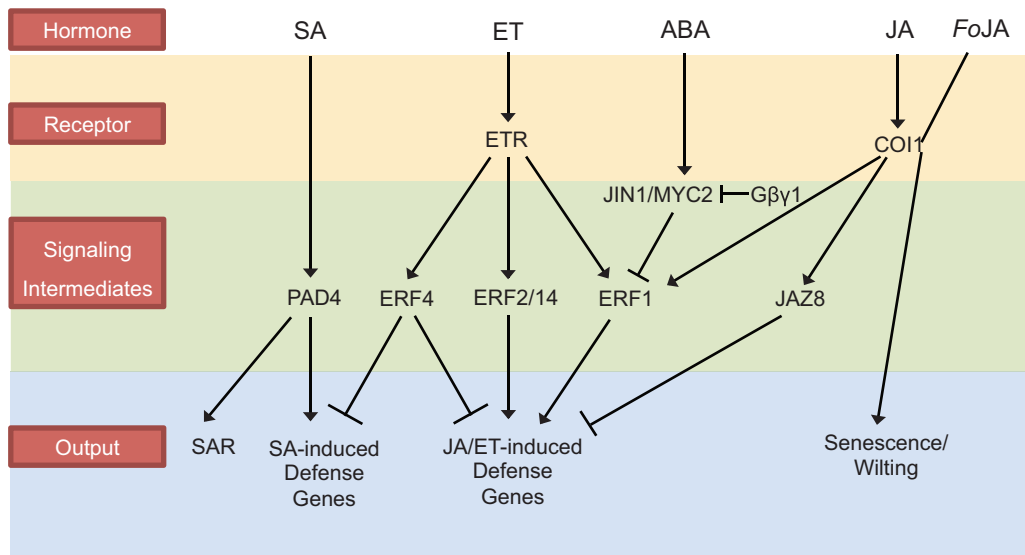 Hormone
SA
ET
ABA
JA
FoJA
Receptor
ETR
COI1
JIN1/MYC2
Gβγ1
Signaling
Intermediates
PAD4
ERF4
ERF2/14
ERF1
JAZ8
Output
SAR
SA-induced
Defense
Genes
JA/ET-induced
Defense
Genes
Senescence/
Wilting